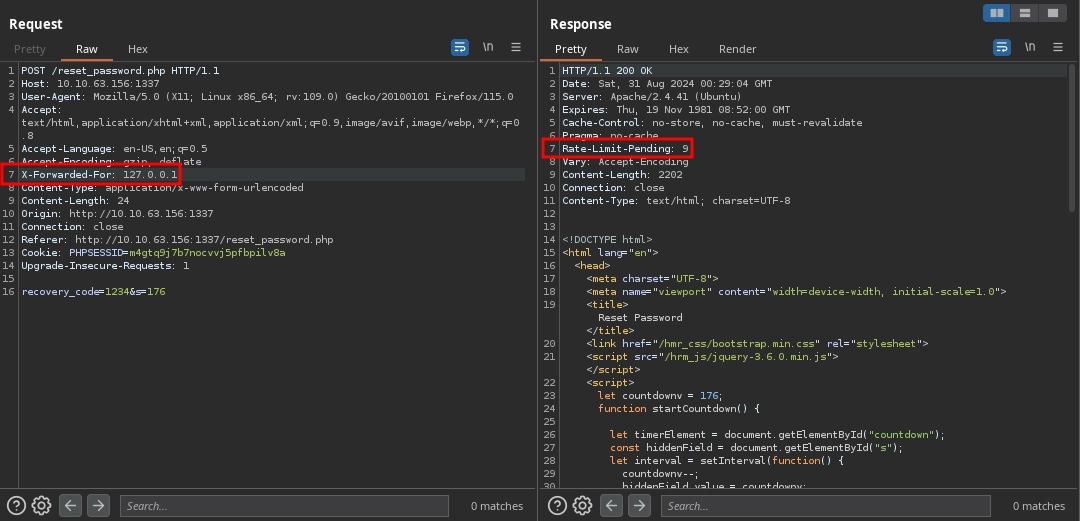 Request
Pretty Raw Hex
\n
1 POST /reset_password.php HTTP/1.1
2 Host: 10.10.63.156:1337
3 User-Agent: Mozilla/5.0 (X11; Linux x86_64; rv:109.0) Gecko/20100101 Firefox/115.0
4 Accept:
text/html,application/xhtml+xml,application/xml;q=0.9,image/avif,image/webp,*/*;q=0
.8
5 Accept-Language: en-US,en;q=0.5
6 Accept-Encoding: gzip, deflate
7 X-Forwarded-For: 127.0.0.1
8 Content-Type: application/x-www-form-urlencoded
9 Content-Length: 24
10 Origin: http://10.10.63.156:1337
11 Connection: close
12 Referer: http://10.10.63.156:1337/reset_password.php
13 Cookie: PHPSESSID=m4gtq9j7b7nocvvj5pfbpilv8a
14 Upgrade-Insecure-Requests: 1
15
16 recovery_code=1234&s=176
Search...
0 matches
Response
Pretty Raw Hex Render
\n
1 HTTP/1.1 200 OK
2 Date: Sat, 31 Aug 2024 00:29:04 GMT
3 Server: Apache/2.4.41 (Ubuntu)
4 Expires: Thu, 19 Nov 1981 08:52:00 GMT
5 Cache-Control: no-store, no-cache, must-revalidate
6 Pragma: no-cache
7 Rate-Limit-Pending: 9
8 Vary: Accept-Encoding
9 Content-Length: 2202
10 Connection: close
11 Content-Type: text/html; charset=UTF-8
12
13
14 <!DOCTYPE html>
15 <html lang="en">
16 <head>
17 <meta charset="UTF-8">
18 <meta name="viewport" content="width=device-width, initial-scale=1.0">
19 <title>
Reset Password
</title>
20 <link href="/hmr_css/bootstrap.min.css" rel="stylesheet">
21 <script src="/hrm_js/jquery-3.6.0.min.js">
</script>
22 <script>
23 let countdownv = 176;
24 function startCountdown() {
25
26 let timerElement = document.getElementById("countdown");
27 const hiddenField = document.getElementById("s");
28 let interval = setInterval(function() {
29 countdownv--;
30 hiddenField.value = countdownv;
Search...
0 matches